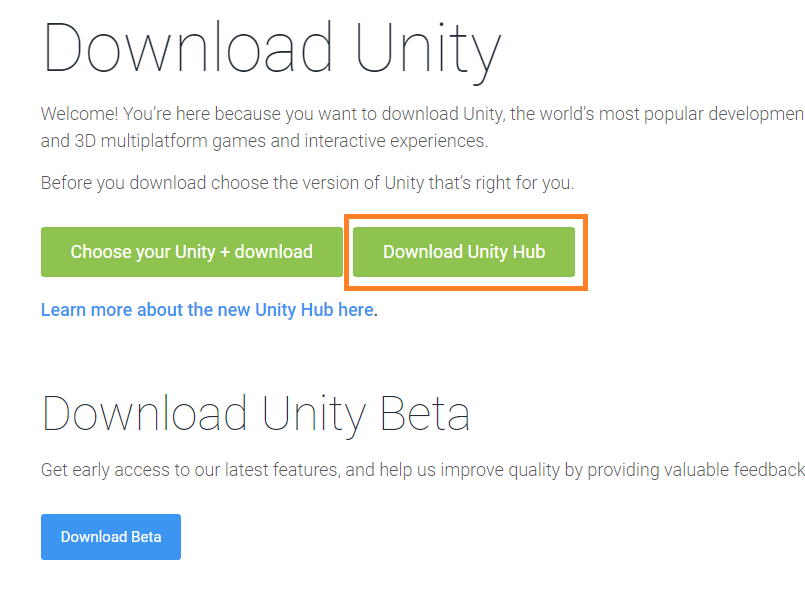 Download Unity
Welcome! You’re here because you want to download Unity, the world’s most popular developmen
and 3D multiplatform games and interactive experiences.
Before you download choose the version of Unity that’s right for you.
Choose your Unity + download
Download Unity Hub
Learn more about the new Unity Hub here.
Download Unity Beta
Get early access to our latest features, and help us improve quality by providing valuable feedback
Download Beta